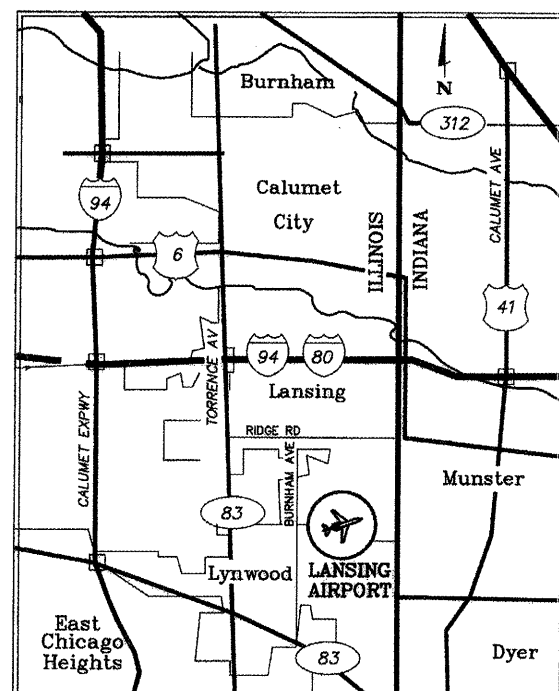 Burnham
N
312
Calumet
City
94
6
ILLINOIS
INDIANA
CALUMET AVE
41
TORRENCE AV
94
80
Lansing
CALUMET EXPWY
RIDGE RD
BURNHAM AVE
Munster
83
Lynwood
LANSING
AIRPORT
East
Chicago
Heights
83
Dyer